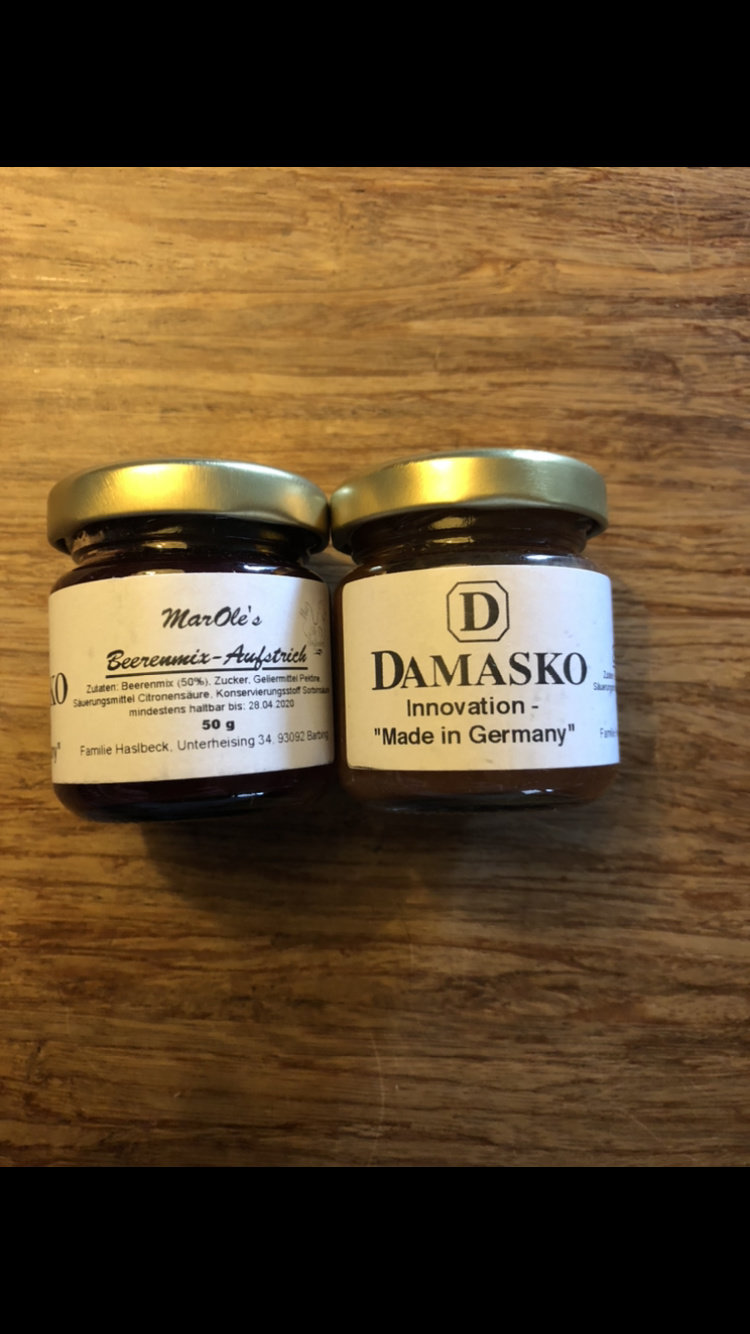 MarOle's
Beerenmix-Aufstrich
Zutaten: Beerenmix (50%), Zucker, Geliermittel Pektine,
Säuerungsmittel Citronensäure, Konservierungsstoff Sorbinsäure
mindestens haltbar bis: 28.04.2020
50 g
Familie Haslbeck, Unterheising 34, 93092 Barbing
KO
D
DAMASKO
Innovation -
"Made in Germany"